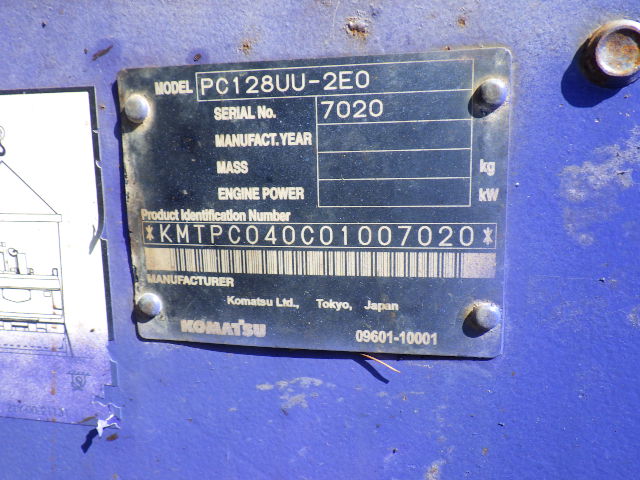 MODEL PC128UU-2E0
SERIAL No. 7020
MANUFACT.YEAR
MASS kg
ENGINE POWER kW
Product Identification Number
*KMTPC040C01007020*
MANUFACTURER
Komatsu Ltd., Tokyo, Japan
KOMATSU 09601-10001